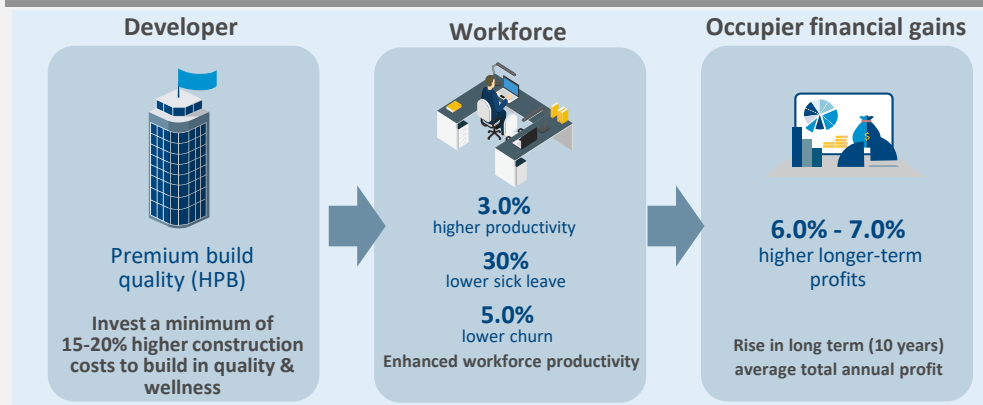 Developer
Premium build
quality (HPB)
Invest a minimum of
15-20% higher construction
costs to build in quality &
wellness
Workforce
3.0%
higher productivity
30%
lower sick leave
5.0%
lower churn
Enhanced workforce productivity
Occupier financial gains
$
6.0% - 7.0%
higher longer-term
profits
Rise in long term (10 years)
average total annual profit